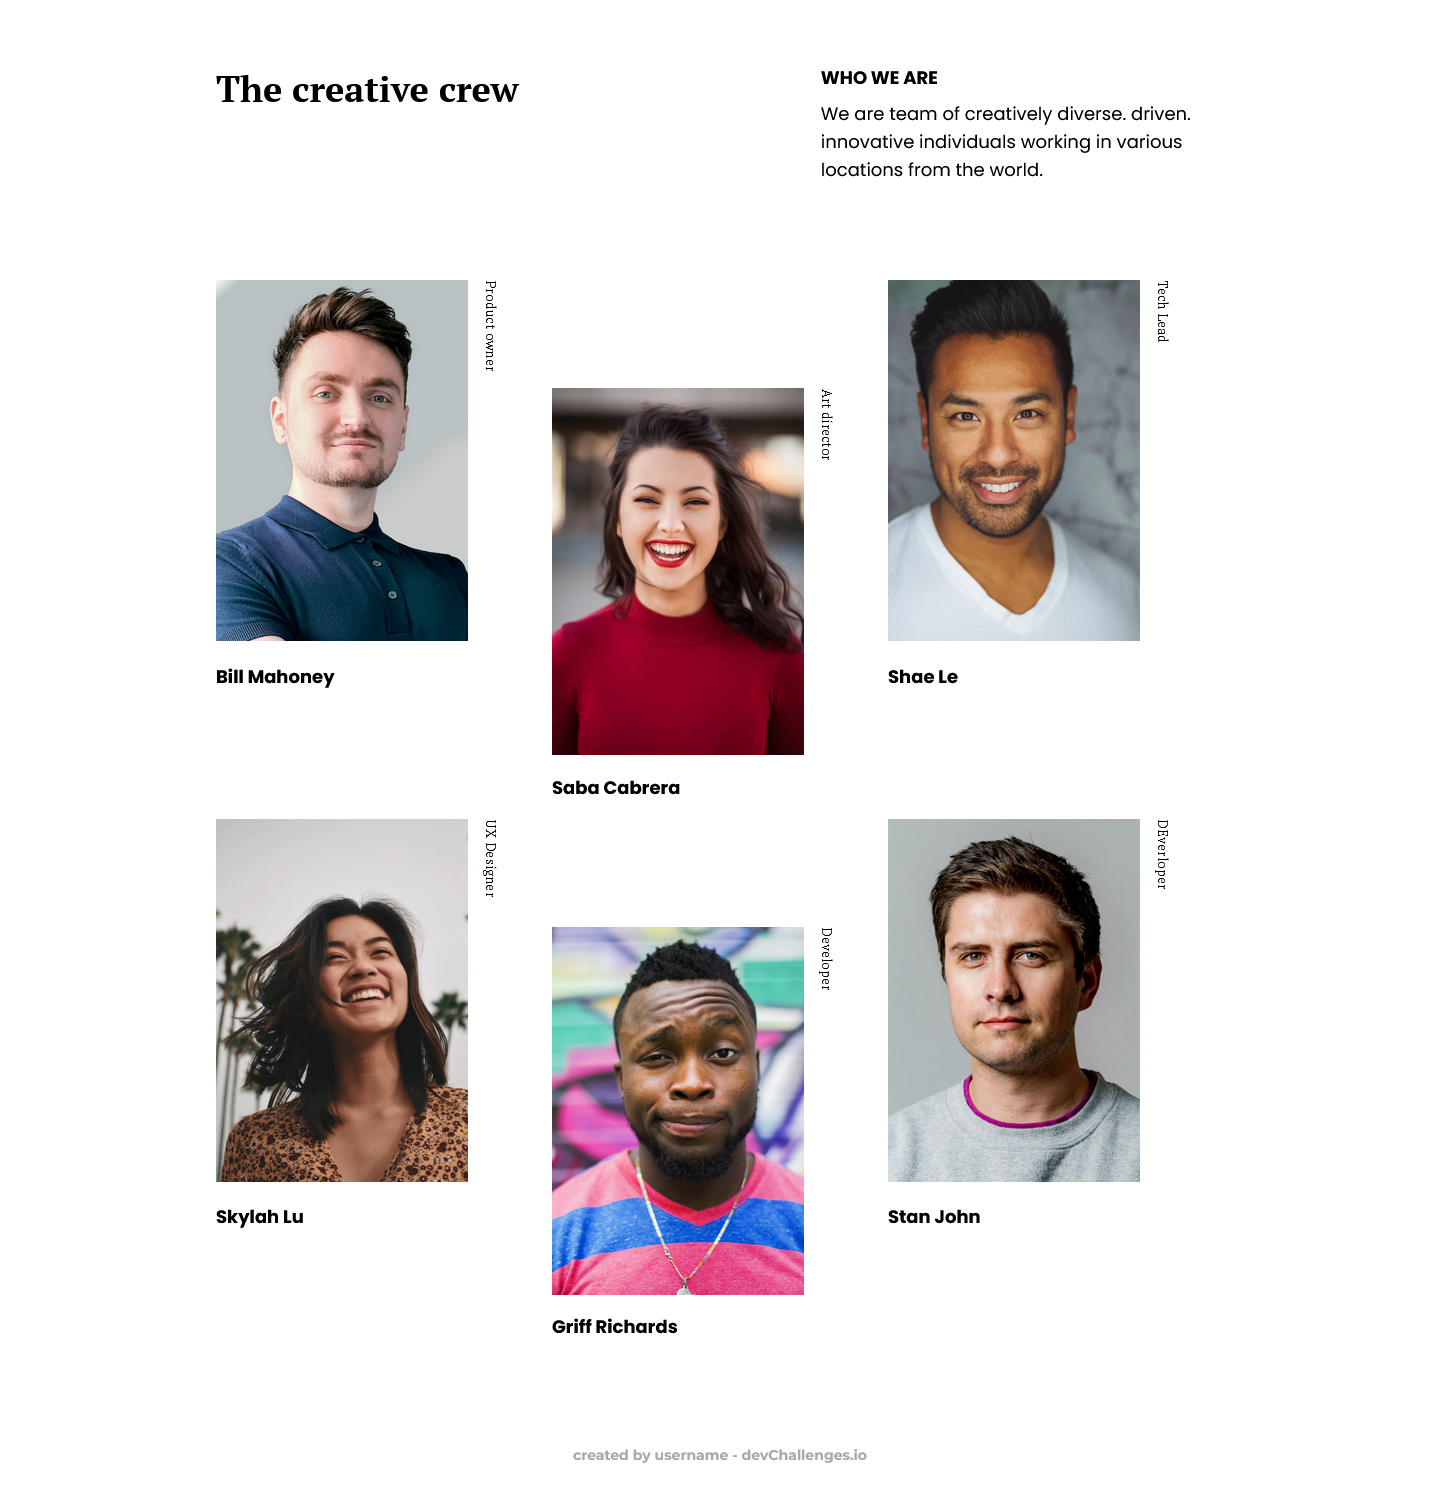 The creative crew
WHO WE ARE
We are team of creatively diverse. driven.
innovative individuals working in various
locations from the world.
Product owner
Bill Mahoney
Art director
Saba Cabrera
Tech Lead
Shae Le
UX Designer
Skylah Lu
Developer
Griff Richards
DEverloper
Stan John
created by username - devChallenges.io